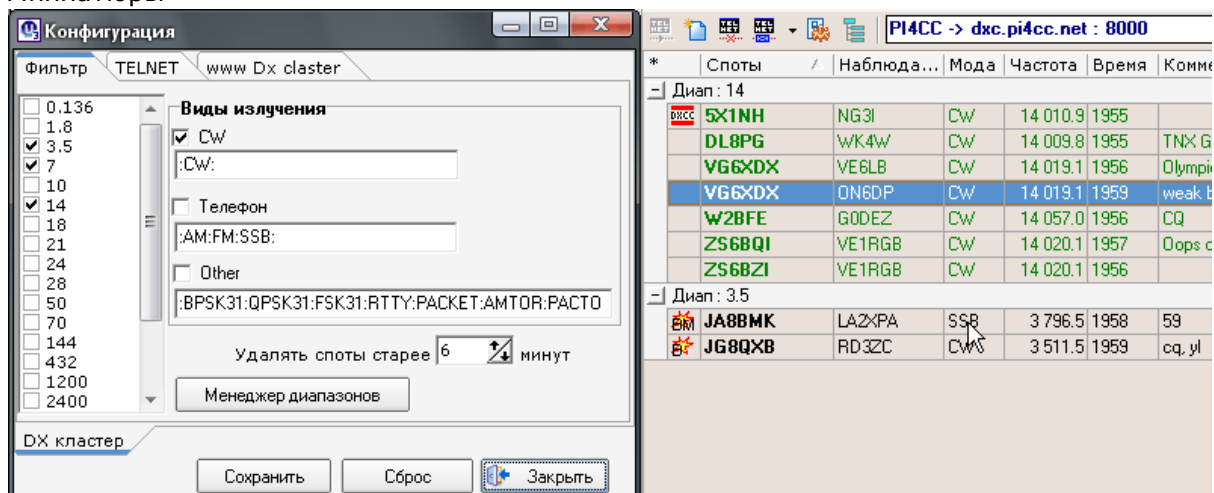 Конфигурация
Фильтр TELNET www Dx claster
0.136
1.8
3.5
7
10
14
18
21
24
28
50
70
144
432
1200
2400
Виды излучения
CW
:CW:
Телефон
:AM:FM:SSB:
Other
:BPSK31:QPSK31:FSK31:RTTY:PACKET:AMTOR:PACTO
Удалять споты старее 6 минут
Менеджер диапазонов
DX кластер
Сохранить Сброс Закрыть
PI4CC -> dxc.pi4cc.net : 8000
* Споты Наблюда... Мода Частота Время Комме
Диап : 14
DXCC 5X1NH NG3I CW 14 010.9 1955
DL8PG WK4W CW 14 009.8 1955 TNX G
VG6XDX VE6LB CW 14 019.1 1956 Olympi
VG6XDX ON6DP CW 14 019.1 1959 weak b
W2BFE G0DEZ CW 14 057.0 1956 CQ
ZS6BQI VE1RGB CW 14 020.1 1957 Oops c
ZS6BZI VE1RGB CW 14 020.1 1956
Диап : 3.5
JA8BMK LA2XPA SSB 3 796.5 1958 59
JG8QXB RD3ZC CW 3 511.5 1959 cq, yl